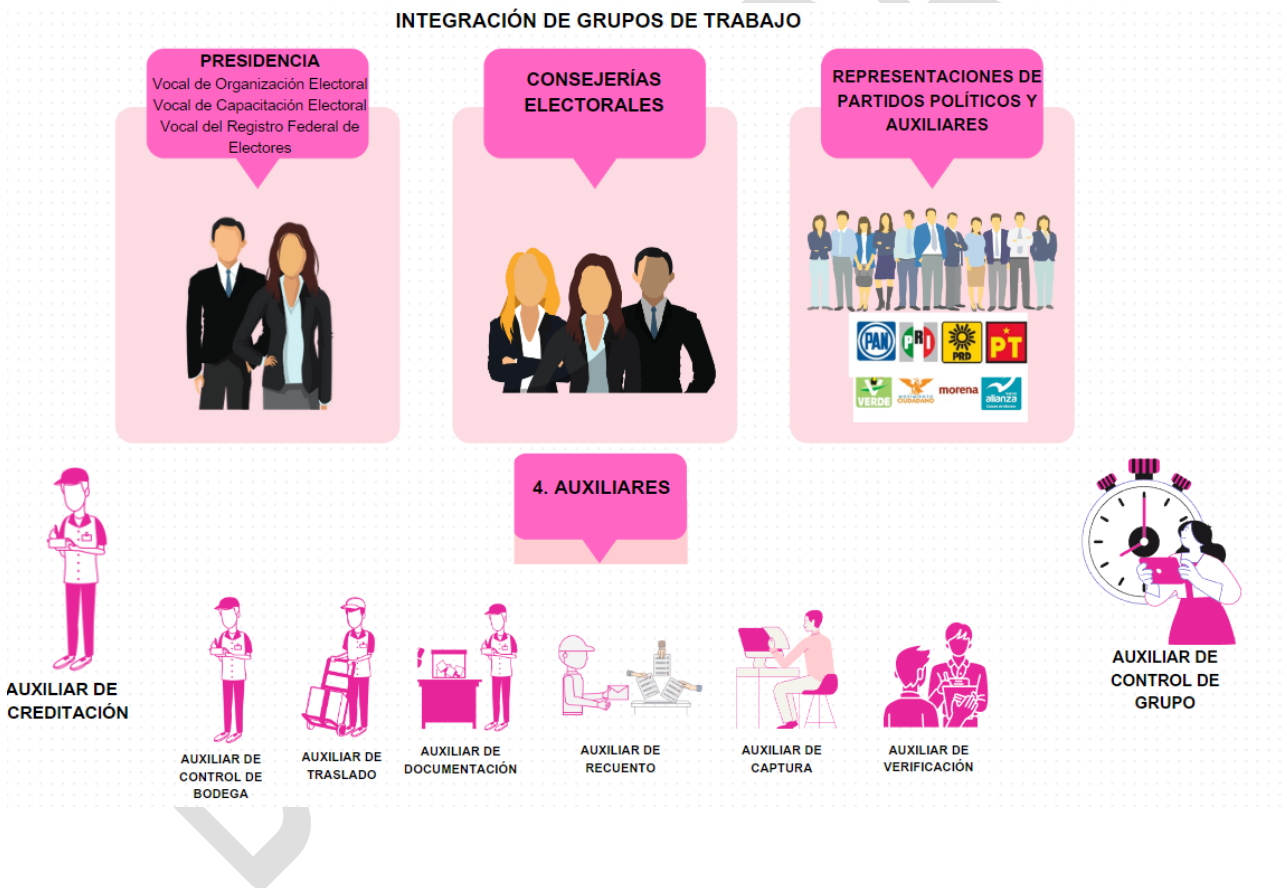 INTEGRACIÓN DE GRUPOS DE TRABAJO
PRESIDENCIA
Vocal de Organización Electoral
Vocal de Capacitación Electoral
Vocal del Registro Federal de
Electores
CONSEJERÍAS
ELECTORALES
REPRESENTACIONES DE
PARTIDOS POLÍTICOS Y
AUXILIARES
PAN
PRI
PRD
PT
VERDE
MOVIMIENTO
CIUDADANO
morena
alianza
4. AUXILIARES
AUXILIAR DE
CREDITACIÓN
AUXILIAR DE
CONTROL DE
BODEGA
AUXILIAR DE
TRASLADO
AUXILIAR DE
DOCUMENTACIÓN
AUXILIAR DE
RECUENTO
AUXILIAR DE
CAPTURA
AUXILIAR DE
VERIFICACIÓN
AUXILIAR DE
CONTROL DE
GRUPO